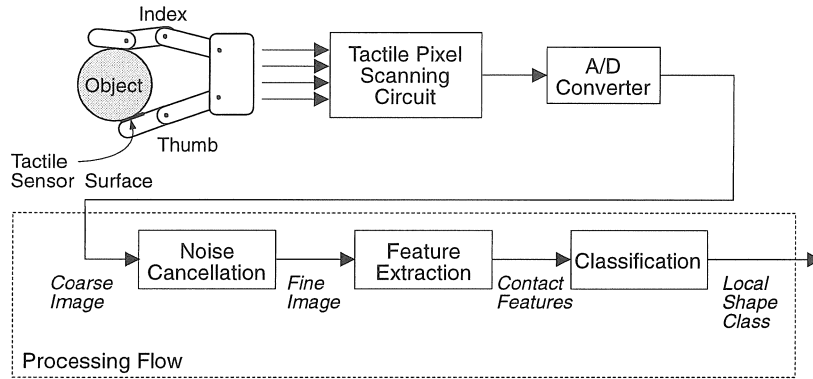 Index
Object
Thumb
Tactile
Sensor Surface
Tactile Pixel
Scanning
Circuit
A/D
Converter
Noise
Cancellation
Feature
Extraction
Classification
Coarse
Image
Fine
Image
Contact
Features
Local
Shape
Class
Processing Flow